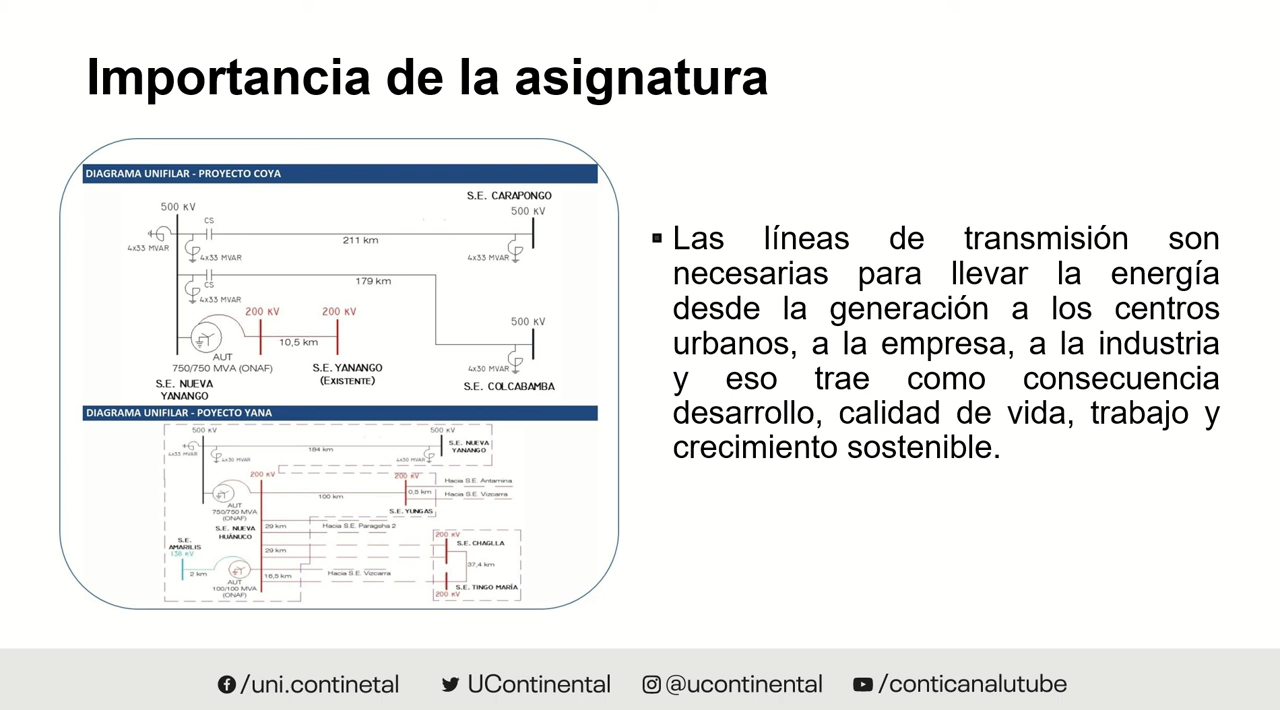 Importancia de la asignatura
DIAGRAMA UNIFILAR - PROYECTO COYA
S.E. CARAPONGO
500 KV
500 KV
CS
4x33 MVAR
211 km
4x33 MVAR
4x33 MVAR
179 km
CS
4x33 MVAR
200 KV
200 KV
500 KV
10,5 km
AUT
750/750 MVA (ONAF)
S.E. YANANGO
(EXISTENTE)
4x30 MVAR
S.E. NUEVA
YANANGO
S.E. COLCABAMBA
DIAGRAMA UNIFILAR - POYECTO YANA
500 KV
500 KV
4x33 MVAR
184 km
S.E. NUEVA
YANANGO
4x30 MVAR
4x30 MVAR
200 KV
200 KV
Hacia S.E. Antamina
100 km
0,5 km
Hacia S.E. Vizcarra
AUT
750/750 MVA
(ONAF)
S.E. YUNGAS
S.E. NUEVA
HUÁNUCO
29 km
Hacia S.E. Paragsha 2
S.E.
AMARILIS
138 KV
29 km
200 KV
S.E. CHAGLLA
37,4 km
2 km
16,5 km
Hacia S.E. Vizcarra
AUT
100/100 MVA
(ONAF)
S.E. TINGO MARÍA
200 KV
▪ Las líneas de transmisión son
necesarias para llevar la energía
desde la generación a los centros
urbanos, a la empresa, a la industria
y eso trae como consecuencia
desarrollo, calidad de vida, trabajo y
crecimiento sostenible.
/uni.continetal
UContinental
@ucontinental
/conticanalutube